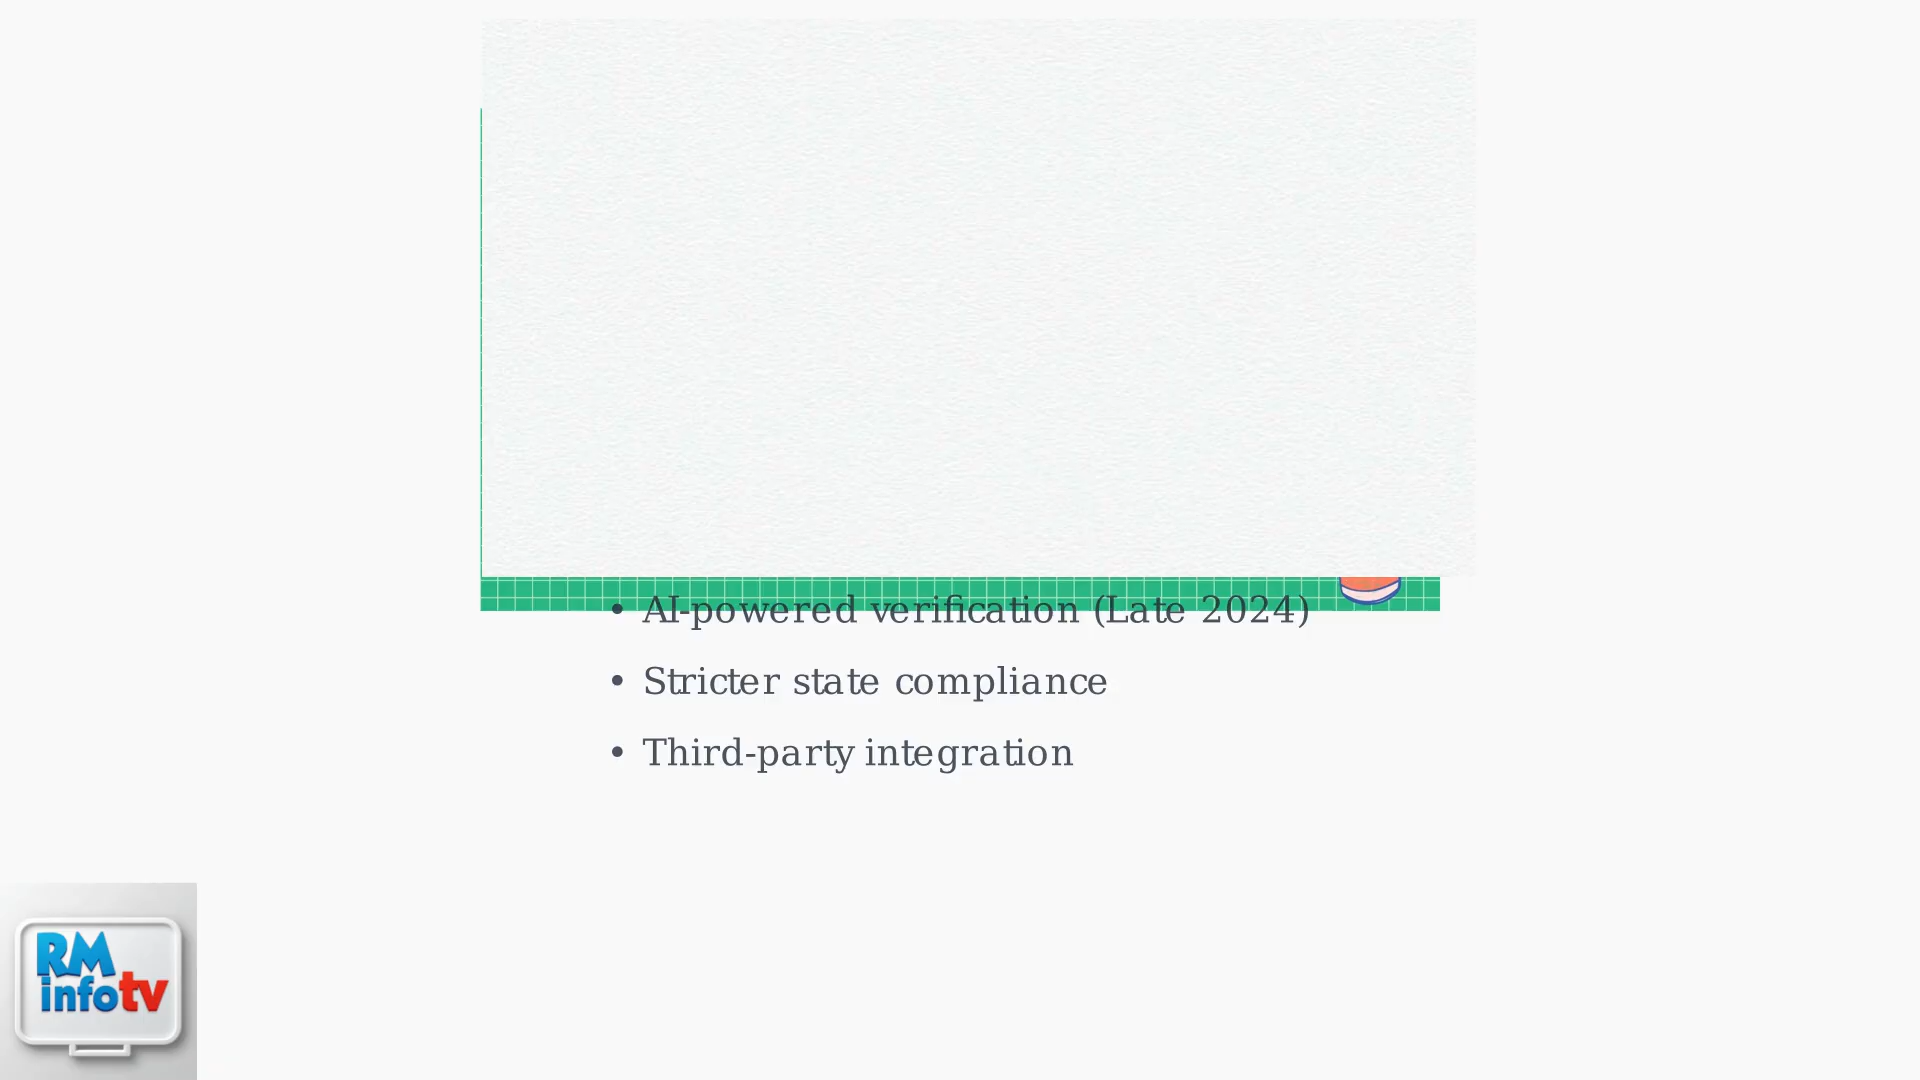 • AI-powered verification (Late 2024)
• Stricter state compliance
• Third-party integration
RM
infotv